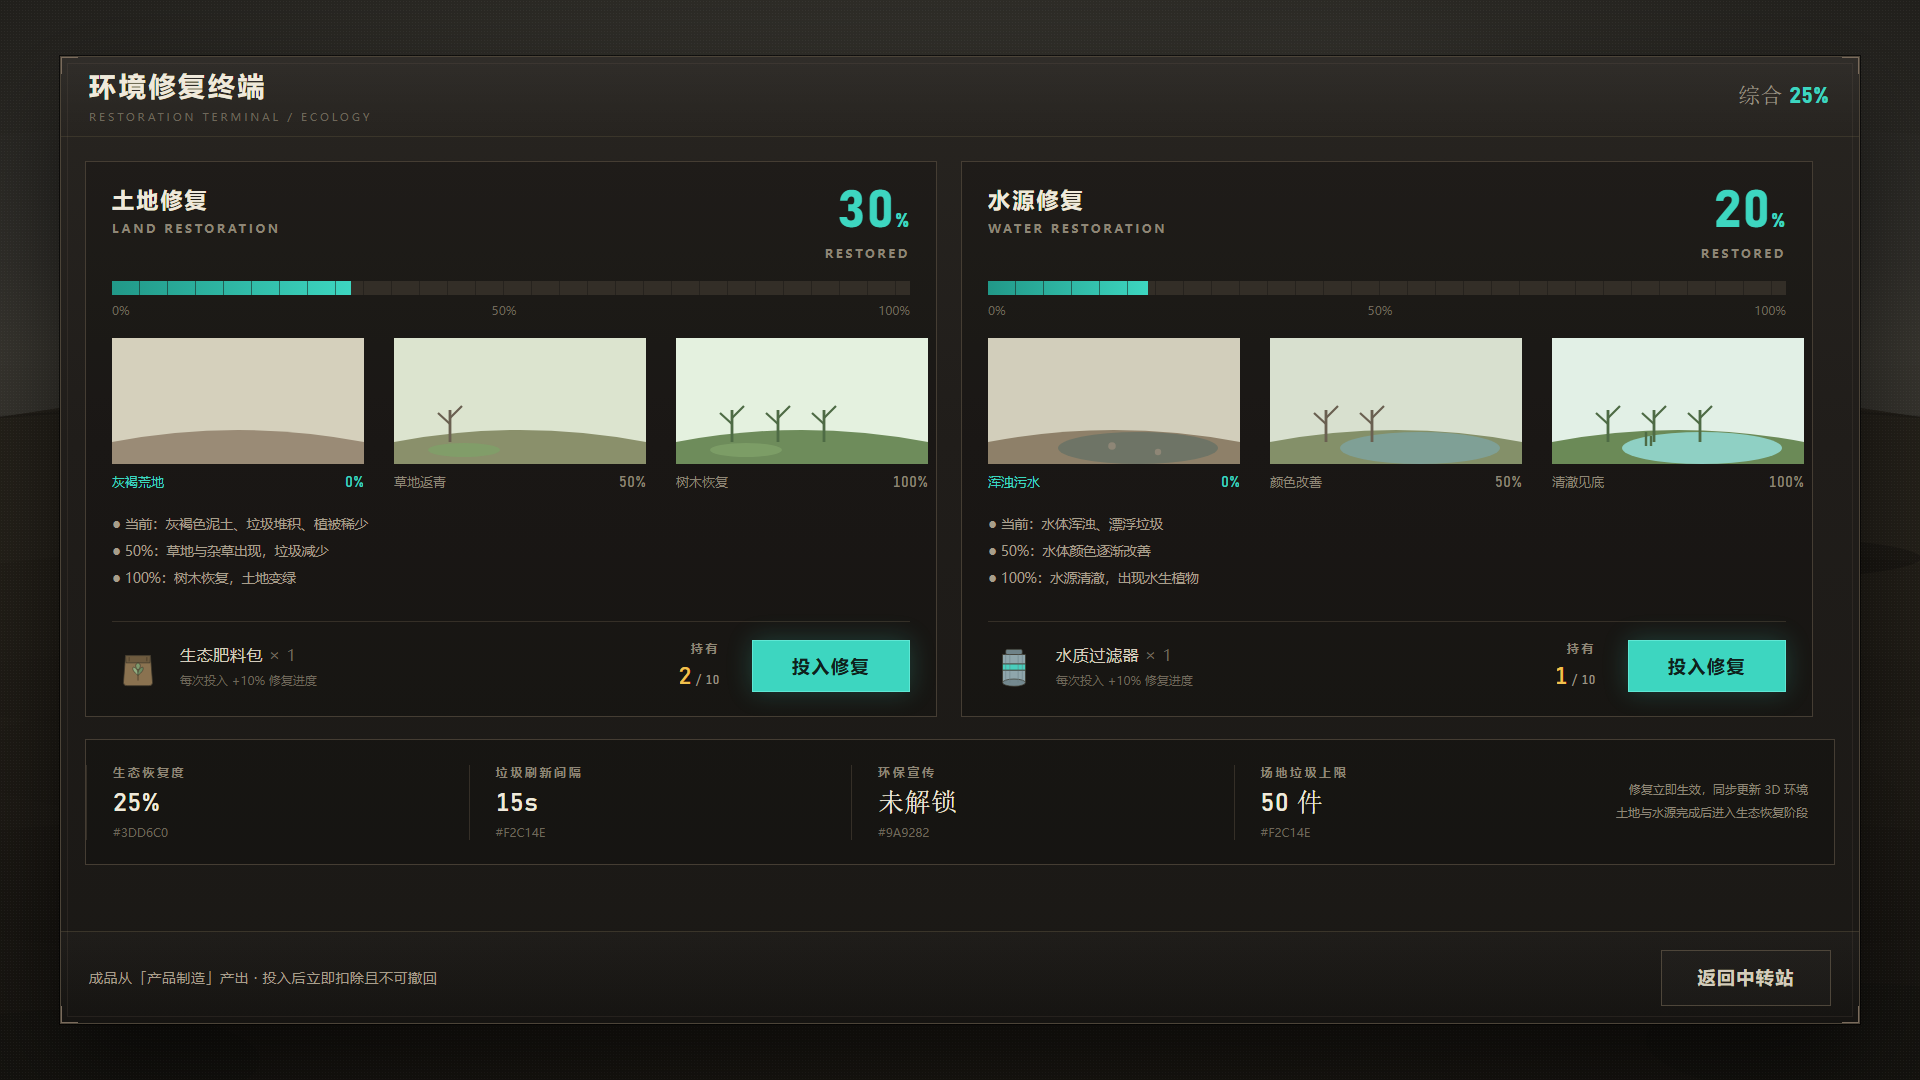 环境修复终端
RESTORATION TERMINAL / ECOLOGY
综合 25%
土地修复
LAND RESTORATION
30%
RESTORED
0% 50% 100%
灰褐荒地 0%
草地返青 50%
树木恢复 100%
● 当前：灰褐色泥土、垃圾堆积、植被稀少
● 50%：草地与杂草出现，垃圾减少
● 100%：树木恢复，土地变绿
生态肥料包 × 1
每次投入 +10% 修复进度
持有
2 / 10
投入修复
水源修复
WATER RESTORATION
20%
RESTORED
0% 50% 100%
浑浊污水 0%
颜色改善 50%
清澈见底 100%
● 当前：水体浑浊、漂浮垃圾
● 50%：水体颜色逐渐改善
● 100%：水源清澈，出现水生植物
水质过滤器 × 1
每次投入 +10% 修复进度
持有
1 / 10
投入修复
生态恢复度
25%
#3DD6C0
垃圾刷新间隔
15s
#F2C14E
环保宣传
未解锁
#9A9282
场地垃圾上限
50 件
#F2C14E
修复立即生效，同步更新 3D 环境
土地与水源完成后进入生态恢复阶段
成品从「产品制造」产出 · 投入后立即扣除且不可撤回
返回中转站